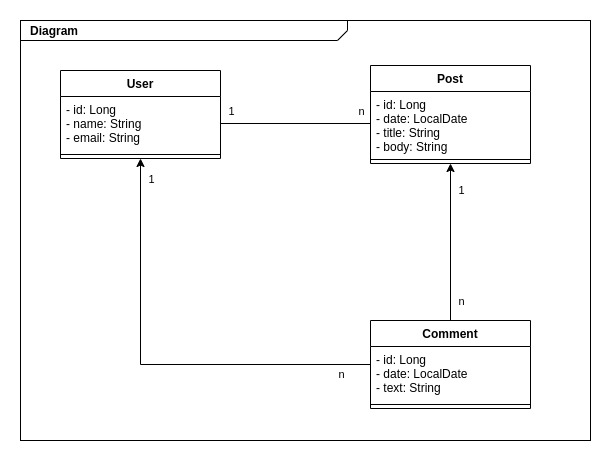 Diagram
User
- id: Long
- name: String
- email: String
Post
- id: Long
- date: LocalDate
- title: String
- body: String
1
n
1
1
n
n
Comment
- id: Long
- date: LocalDate
- text: String